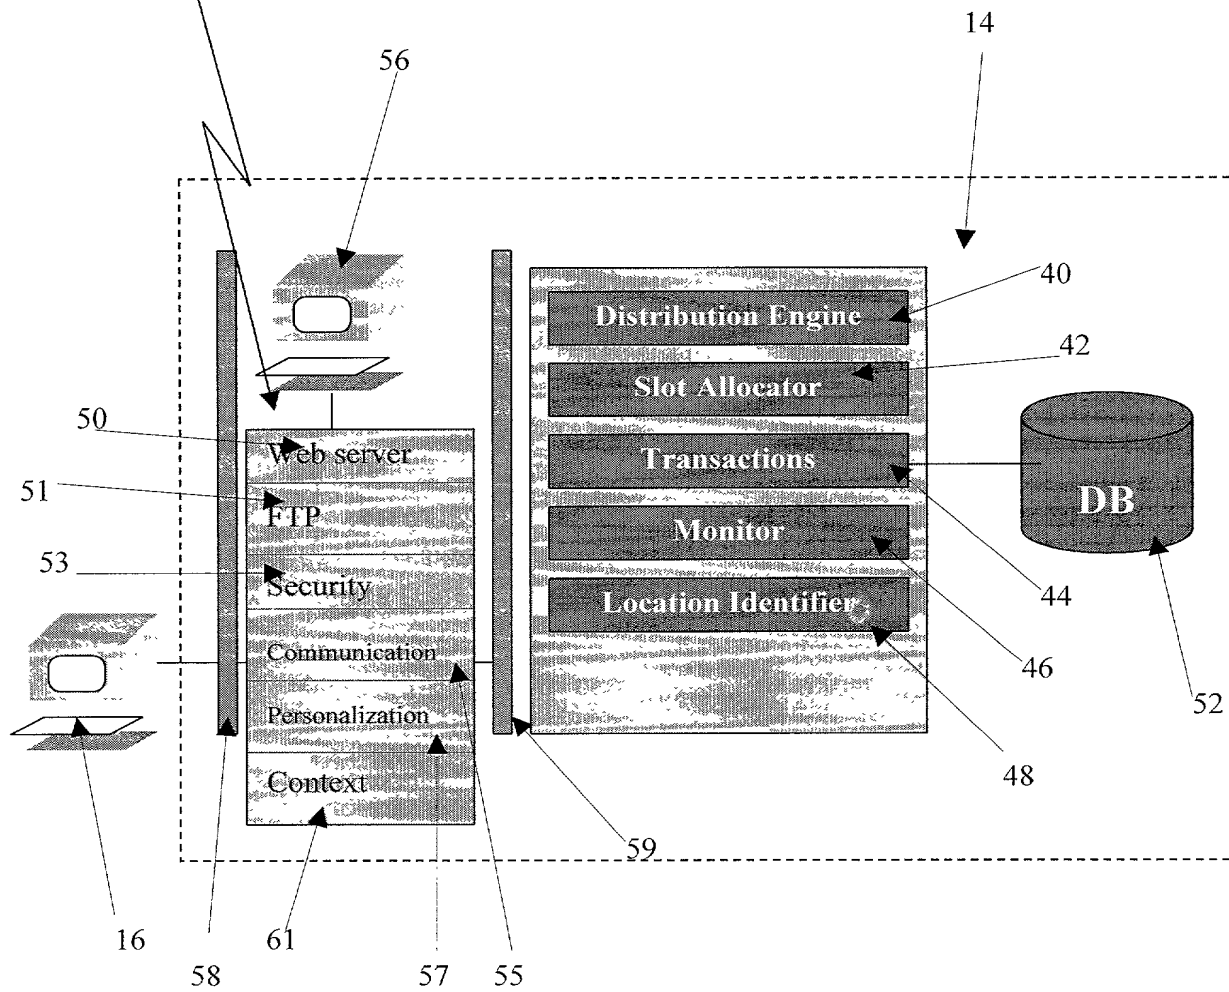 14
56
40
Distribution Engine
42
Slot Allocator
50
Web server
Transactions
51
FTP
DB
Monitor
53
Security
Location Identifier
44
Communication
46
52
Personalization
48
Context
59
16
61
58
57
55